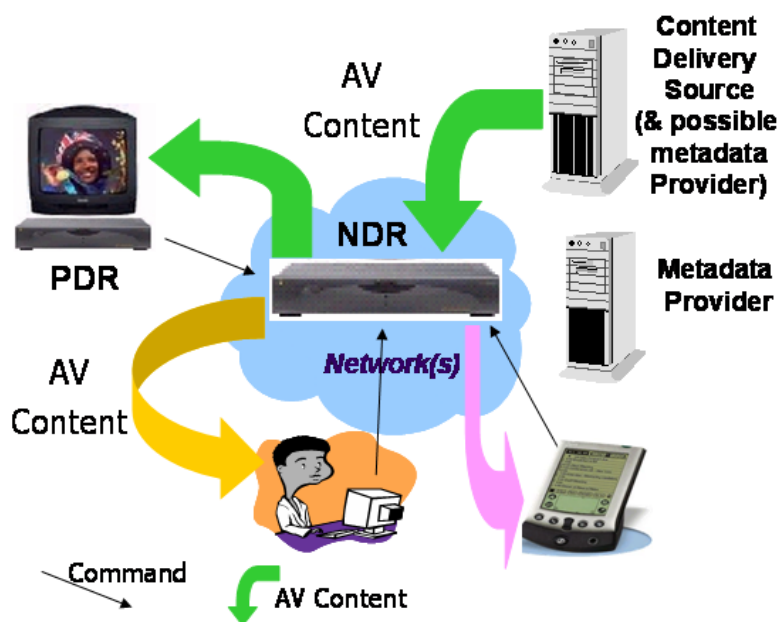 Content
Delivery
Source
(& possible
metadata
Provider)
AV
Content
NDR
PDR
Metadata
Provider
Network(s)
AV
Content
Command
AV Content